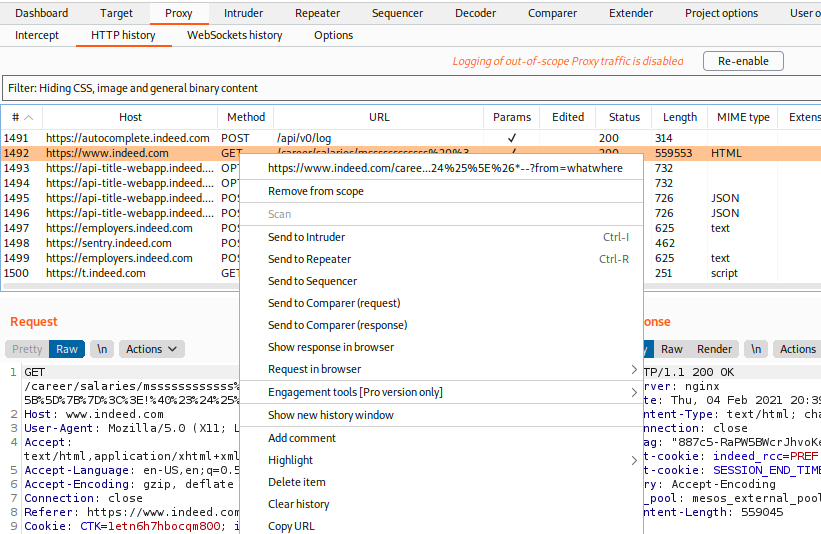 Dashboard Target Proxy Intruder Repeater Sequencer Decoder Comparer Extender Project options User o
Intercept HTTP history WebSockets history Options
Logging of out-of-scope Proxy traffic is disabled Re-enable
Filter: Hiding CSS, image and general binary content
# Host Method URL Params Edited Status Length MIME type Extens
1491 https://autocomplete.indeed.com POST /api/v0/log ✓ 200 314
1492 https://www.indeed.com GET 200 559553 HTML
1493 https://api-title-webapp.indeed.... OPT 732
1494 https://api-title-webapp.indeed.... OPT 732
1495 https://api-title-webapp.indeed.... POS 726 JSON
1496 https://api-title-webapp.indeed.... POS 726 JSON
1497 https://employers.indeed.com POS 625 text
1498 https://sentry.indeed.com POS 462
1499 https://employers.indeed.com POS 625 text
1500 https://t.indeed.com GET 251 script
https://www.indeed.com/caree...24%25%5E%26*--?from=whatwhere
Remove from scope
Scan
Send to Intruder Ctrl-I
Send to Repeater Ctrl-R
Send to Sequencer
Send to Comparer (request)
Send to Comparer (response)
Show response in browser
Request in browser
Engagement tools [Pro version only]
Show new history window
Add comment
Highlight
Delete item
Clear history
Copy URL
Request
Pretty Raw \n Actions
1 GET
/career/salaries/msssssssssssss%
5B%5D%7B%7D%3C%3E!%40%23%24%25%
2 Host: www.indeed.com
3 User-Agent: Mozilla/5.0 (X11; L
4 Accept:
text/html,application/xhtml+xml
5 Accept-Language: en-US,en;q=0.5
6 Accept-Encoding: gzip, deflate
7 Connection: close
8 Referer: https://www.indeed.com
9 Cookie: CTK=1etn6h7hbocqm800; i
onse
y Raw Render \n Actions
TP/1.1 200 OK
rver: nginx
te: Thu, 04 Feb 2021 20:39
ntent-Type: text/html; cha
nnection: close
ag: "887c5-RaPW5BWcrJhvoKe
t-cookie: indeed_rcc=PREF
t-cookie: SESSION_END_TIME
ry: Accept-Encoding
_pool: mesos_external_pool
ntent-Length: 559045